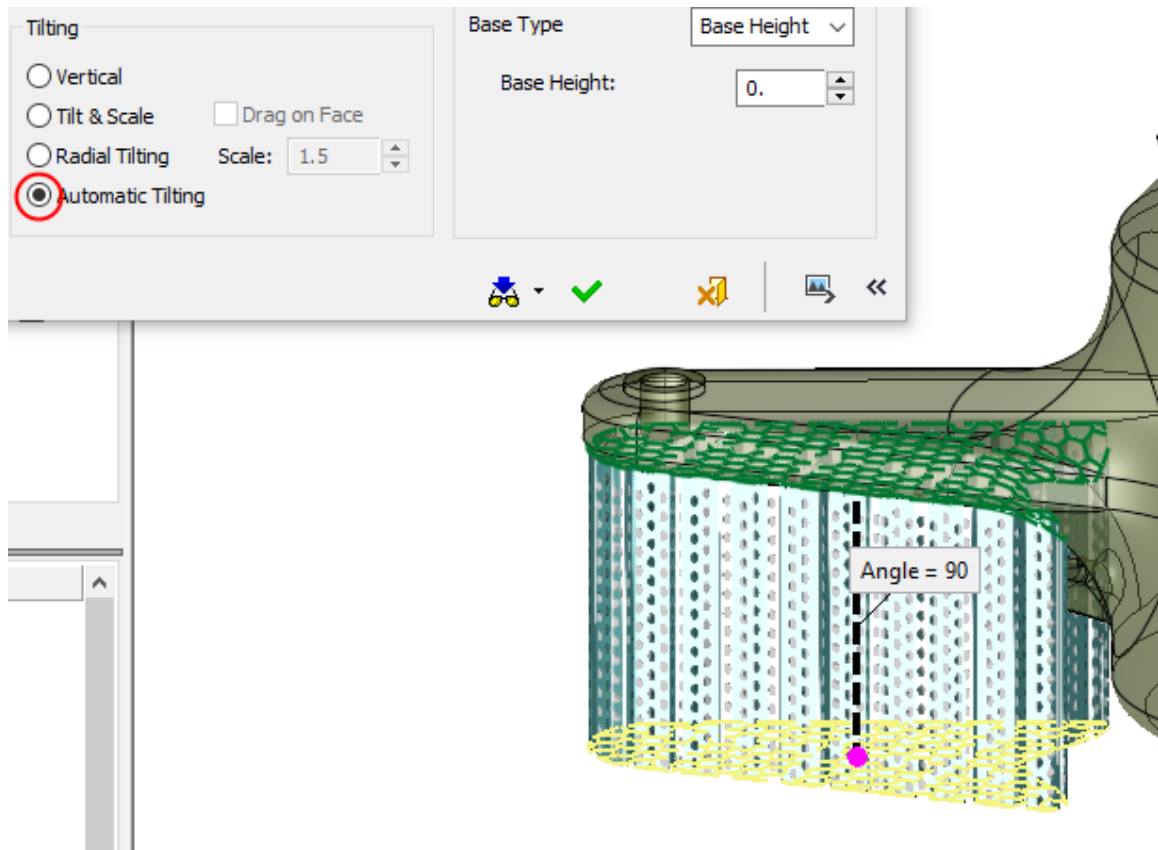 Tilting
Vertical
Tilt & Scale
Drag on Face
Radial Tilting
Scale:
1.5
Automatic Tilting
Base Type
Base Height
Base Height:
0.
Angle = 90